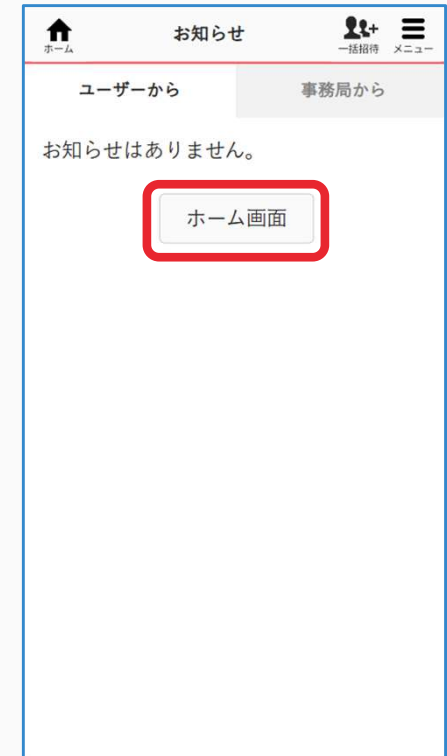 お知らせ
ホーム
一括招待
メニュー
ユーザーから
事務局から
お知らせはありません。
ホーム画面